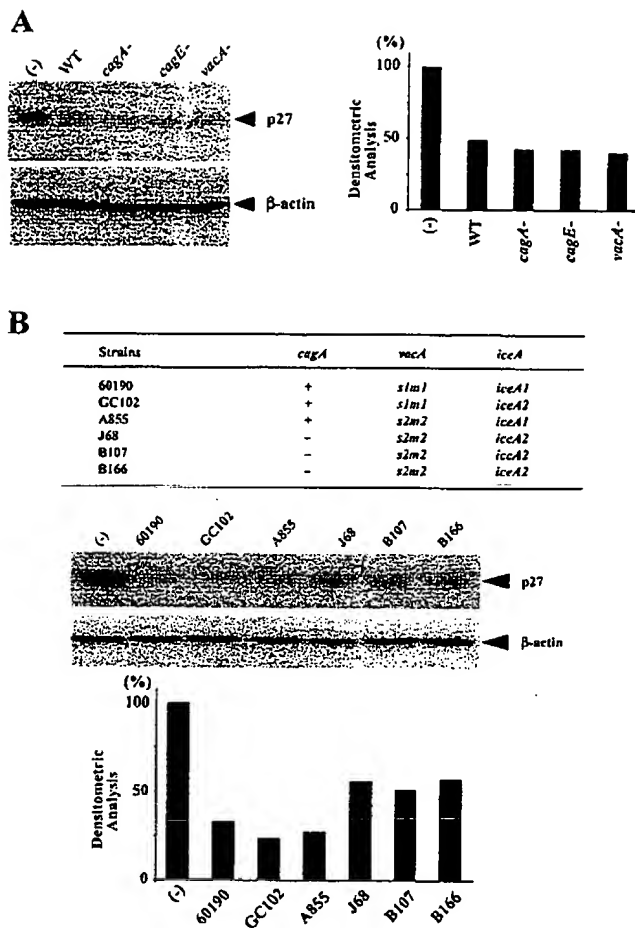 A
(-) WT cagA- cagE- vacA-
p27
β-actin
(%)
100
50
0
Densitometric
Analysis
(-) WT cagA- cagE- vacA-
B
Strains cagA vacA iceA
60190 + s1m1 iceA1
GC102 + s1m1 iceA2
A855 + s2m2 iceA1
J68 - s2m2 iceA2
B107 - s2m2 iceA2
B166 - s2m2 iceA2
(-) 60190 GC102 A855 J68 B107 B166
p27
β-actin
(%)
100
50
0
Densitometric
Analysis
(-) 60190 GC102 A855 J68 B107 B166